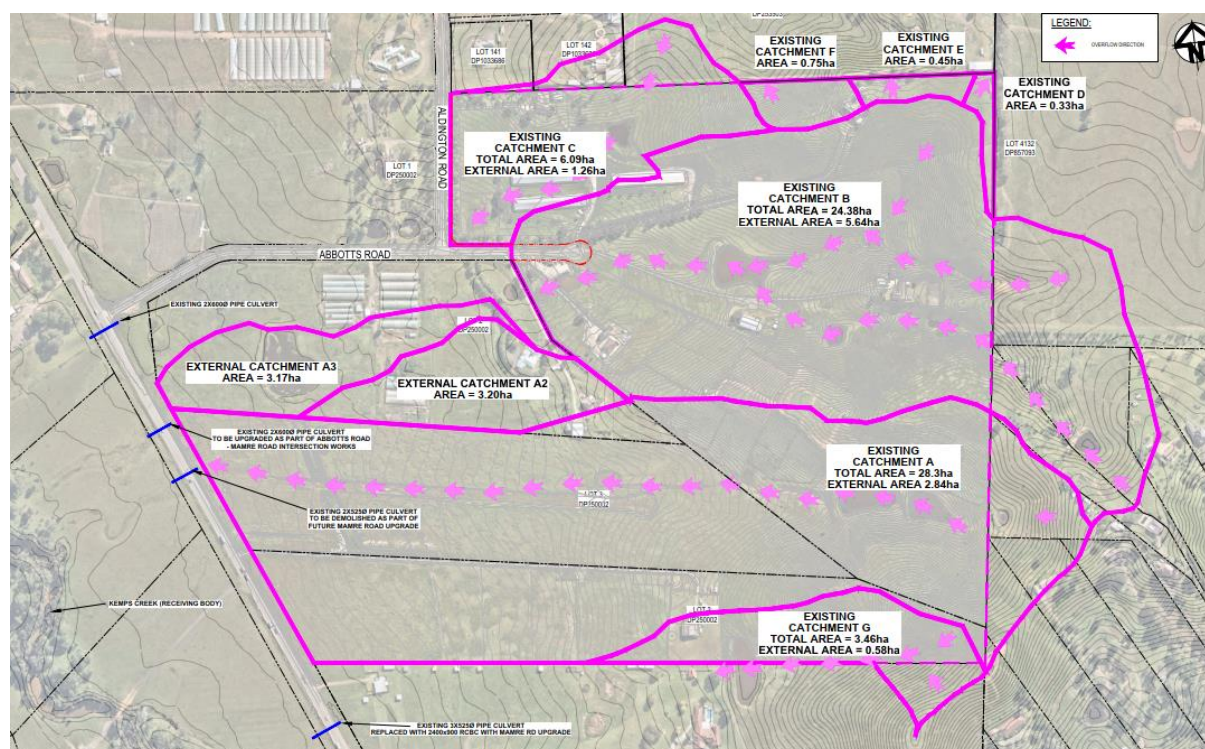 LEGEND:
OVERFLOW DIRECTION
N
LOT 141
DP1033686
LOT 142
EXISTING
CATCHMENT F
AREA = 0.75ha
EXISTING
CATCHMENT E
AREA = 0.45ha
EXISTING
CATCHMENT D
AREA = 0.33ha
ALDINGTON ROAD
EXISTING
CATCHMENT C
TOTAL AREA = 6.09ha
EXTERNAL AREA = 1.26ha
LOT 1
DP250002
LOT 4132
DP857093
EXISTING
CATCHMENT B
TOTAL AREA = 24.38ha
EXTERNAL AREA = 5.64ha
ABBOTTS ROAD
EXISTING 2X600Ø PIPE CULVERT
DP250002
EXTERNAL CATCHMENT A3
AREA = 3.17ha
EXTERNAL CATCHMENT A2
AREA = 3.20ha
EXISTING 2X600Ø PIPE CULVERT
TO BE UPGRADED AS PART OF ABBOTTS ROAD
- MAMRE ROAD INTERSECTION WORKS
EXISTING
CATCHMENT A
TOTAL AREA = 28.3ha
EXTERNAL AREA 2.84ha
LOT 3
DP250002
EXISTING 2X525Ø PIPE CULVERT
TO BE DEMOLISHED AS PART OF
FUTURE MAMRE ROAD UPGRADE
KEMPS CREEK (RECEIVING BODY)
DP250002
EXISTING
CATCHMENT G
TOTAL AREA = 3.46ha
EXTERNAL AREA = 0.58ha
EXISTING 3X525Ø PIPE CULVERT
REPLACED WITH 2400x900 RCBC WITH MAMRE RD UPGRADE